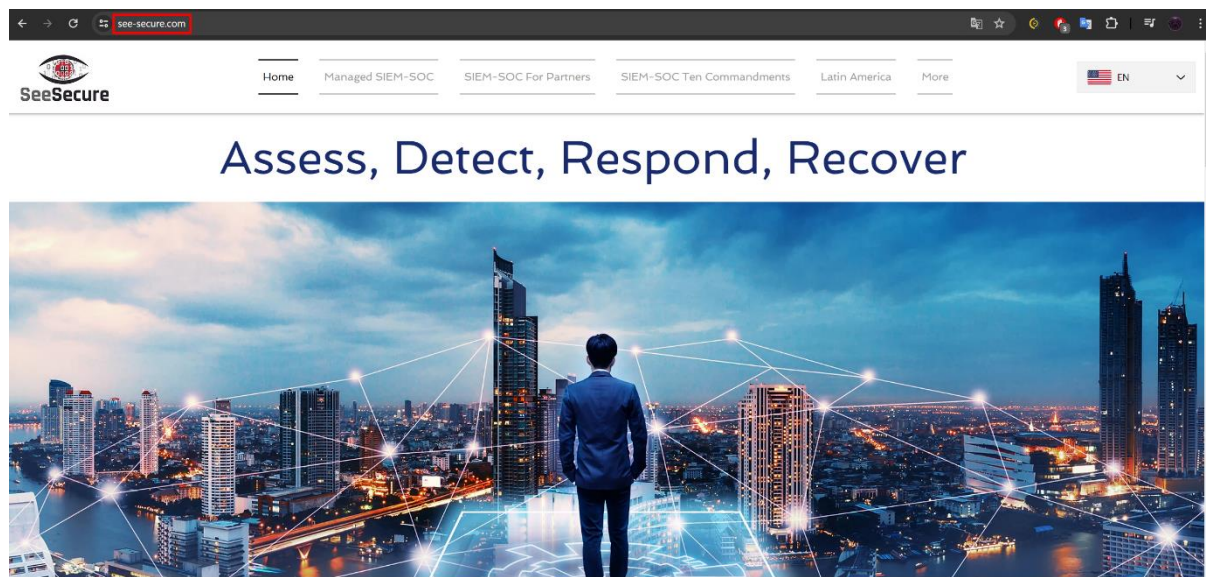 see-secure.com
3
SeeSecure
Home
Managed SIEM-SOC
SIEM-SOC For Partners
SIEM-SOC Ten Commandments
Latin America
More
EN
Assess, Detect, Respond, Recover